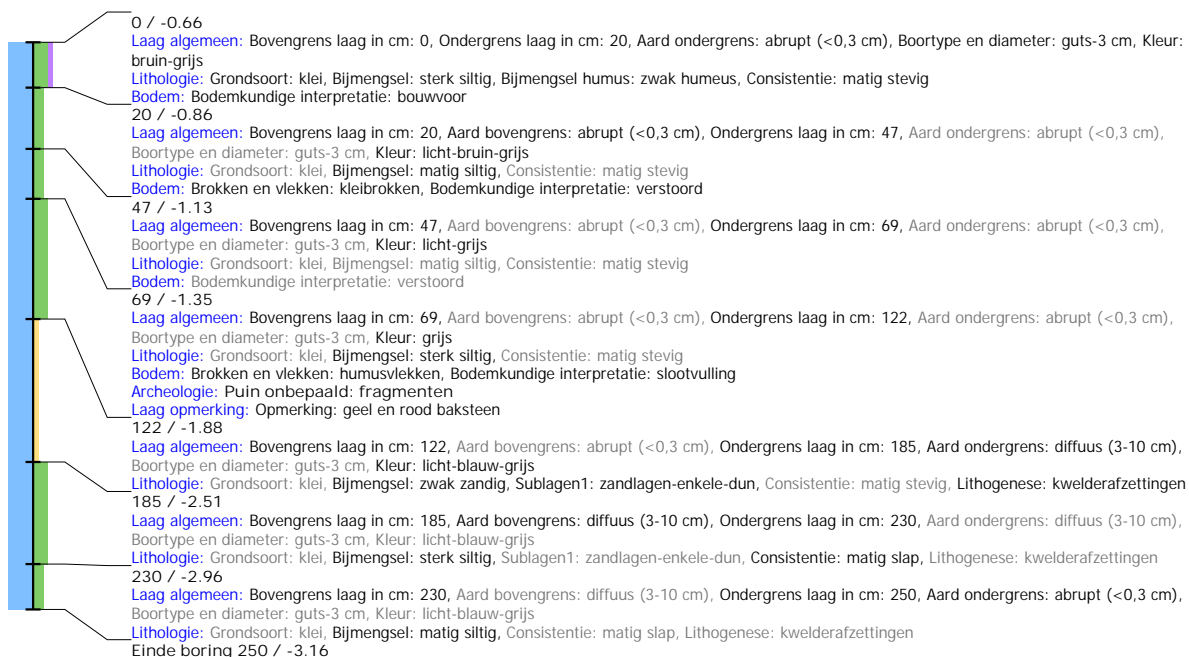 0 / -0.66
Laag algemeen: Bovengrens laag in cm: 0, Ondergrens laag in cm: 20, Aard ondergrens: abrupt (<0,3 cm), Boortype en diameter: guts-3 cm, Kleur:
bruin-grijs
Lithologie: Grondsoort: klei, Bijmengsel: sterk siltig, Bijmengsel humus: zwak humeus, Consistentie: matig stevig
Bodem: Bodemkundige interpretatie: bouwvoor
20 / -0.86
Laag algemeen: Bovengrens laag in cm: 20, Aard bovengrens: abrupt (<0,3 cm), Ondergrens laag in cm: 47, Aard ondergrens: abrupt (<0,3 cm),
Boortype en diameter: guts-3 cm, Kleur: licht-bruin-grijs
Lithologie: Grondsoort: klei, Bijmengsel: matig siltig, Consistentie: matig stevig
Bodem: Brokken en vlekken: kleibrokken, Bodemkundige interpretatie: verstoord
47 / -1.13
Laag algemeen: Bovengrens laag in cm: 47, Aard bovengrens: abrupt (<0,3 cm), Ondergrens laag in cm: 69, Aard ondergrens: abrupt (<0,3 cm),
Boortype en diameter: guts-3 cm, Kleur: licht-grijs
Lithologie: Grondsoort: klei, Bijmengsel: matig siltig, Consistentie: matig stevig
Bodem: Bodemkundige interpretatie: verstoord
69 / -1.35
Laag algemeen: Bovengrens laag in cm: 69, Aard bovengrens: abrupt (<0,3 cm), Ondergrens laag in cm: 122, Aard ondergrens: abrupt (<0,3 cm),
Boortype en diameter: guts-3 cm, Kleur: grijs
Lithologie: Grondsoort: klei, Bijmengsel: sterk siltig, Consistentie: matig stevig
Bodem: Brokken en vlekken: humusvlekken, Bodemkundige interpretatie: slootvulling
Archeologie: Puin onbepaald: fragmenten
Laag opmerking: Opmerking: geel en rood baksteen
122 / -1.88
Laag algemeen: Bovengrens laag in cm: 122, Aard bovengrens: abrupt (<0,3 cm), Ondergrens laag in cm: 185, Aard ondergrens: diffuus (3-10 cm),
Boortype en diameter: guts-3 cm, Kleur: licht-blauw-grijs
Lithologie: Grondsoort: klei, Bijmengsel: zwak zandig, Sublagen1: zandlagen-enkele-dun, Consistentie: matig stevig, Lithogenese: kwelderafzettingen
185 / -2.51
Laag algemeen: Bovengrens laag in cm: 185, Aard bovengrens: diffuus (3-10 cm), Ondergrens laag in cm: 230, Aard ondergrens: diffuus (3-10 cm),
Boortype en diameter: guts-3 cm, Kleur: licht-blauw-grijs
Lithologie: Grondsoort: klei, Bijmengsel: sterk siltig, Sublagen1: zandlagen-enkele-dun, Consistentie: matig slap, Lithogenese: kwelderafzettingen
230 / -2.96
Laag algemeen: Bovengrens laag in cm: 230, Aard bovengrens: diffuus (3-10 cm), Ondergrens laag in cm: 250, Aard ondergrens: abrupt (<0,3 cm),
Boortype en diameter: guts-3 cm, Kleur: licht-blauw-grijs
Lithologie: Grondsoort: klei, Bijmengsel: matig siltig, Consistentie: matig slap, Lithogenese: kwelderafzettingen
Einde boring 250 / -3.16